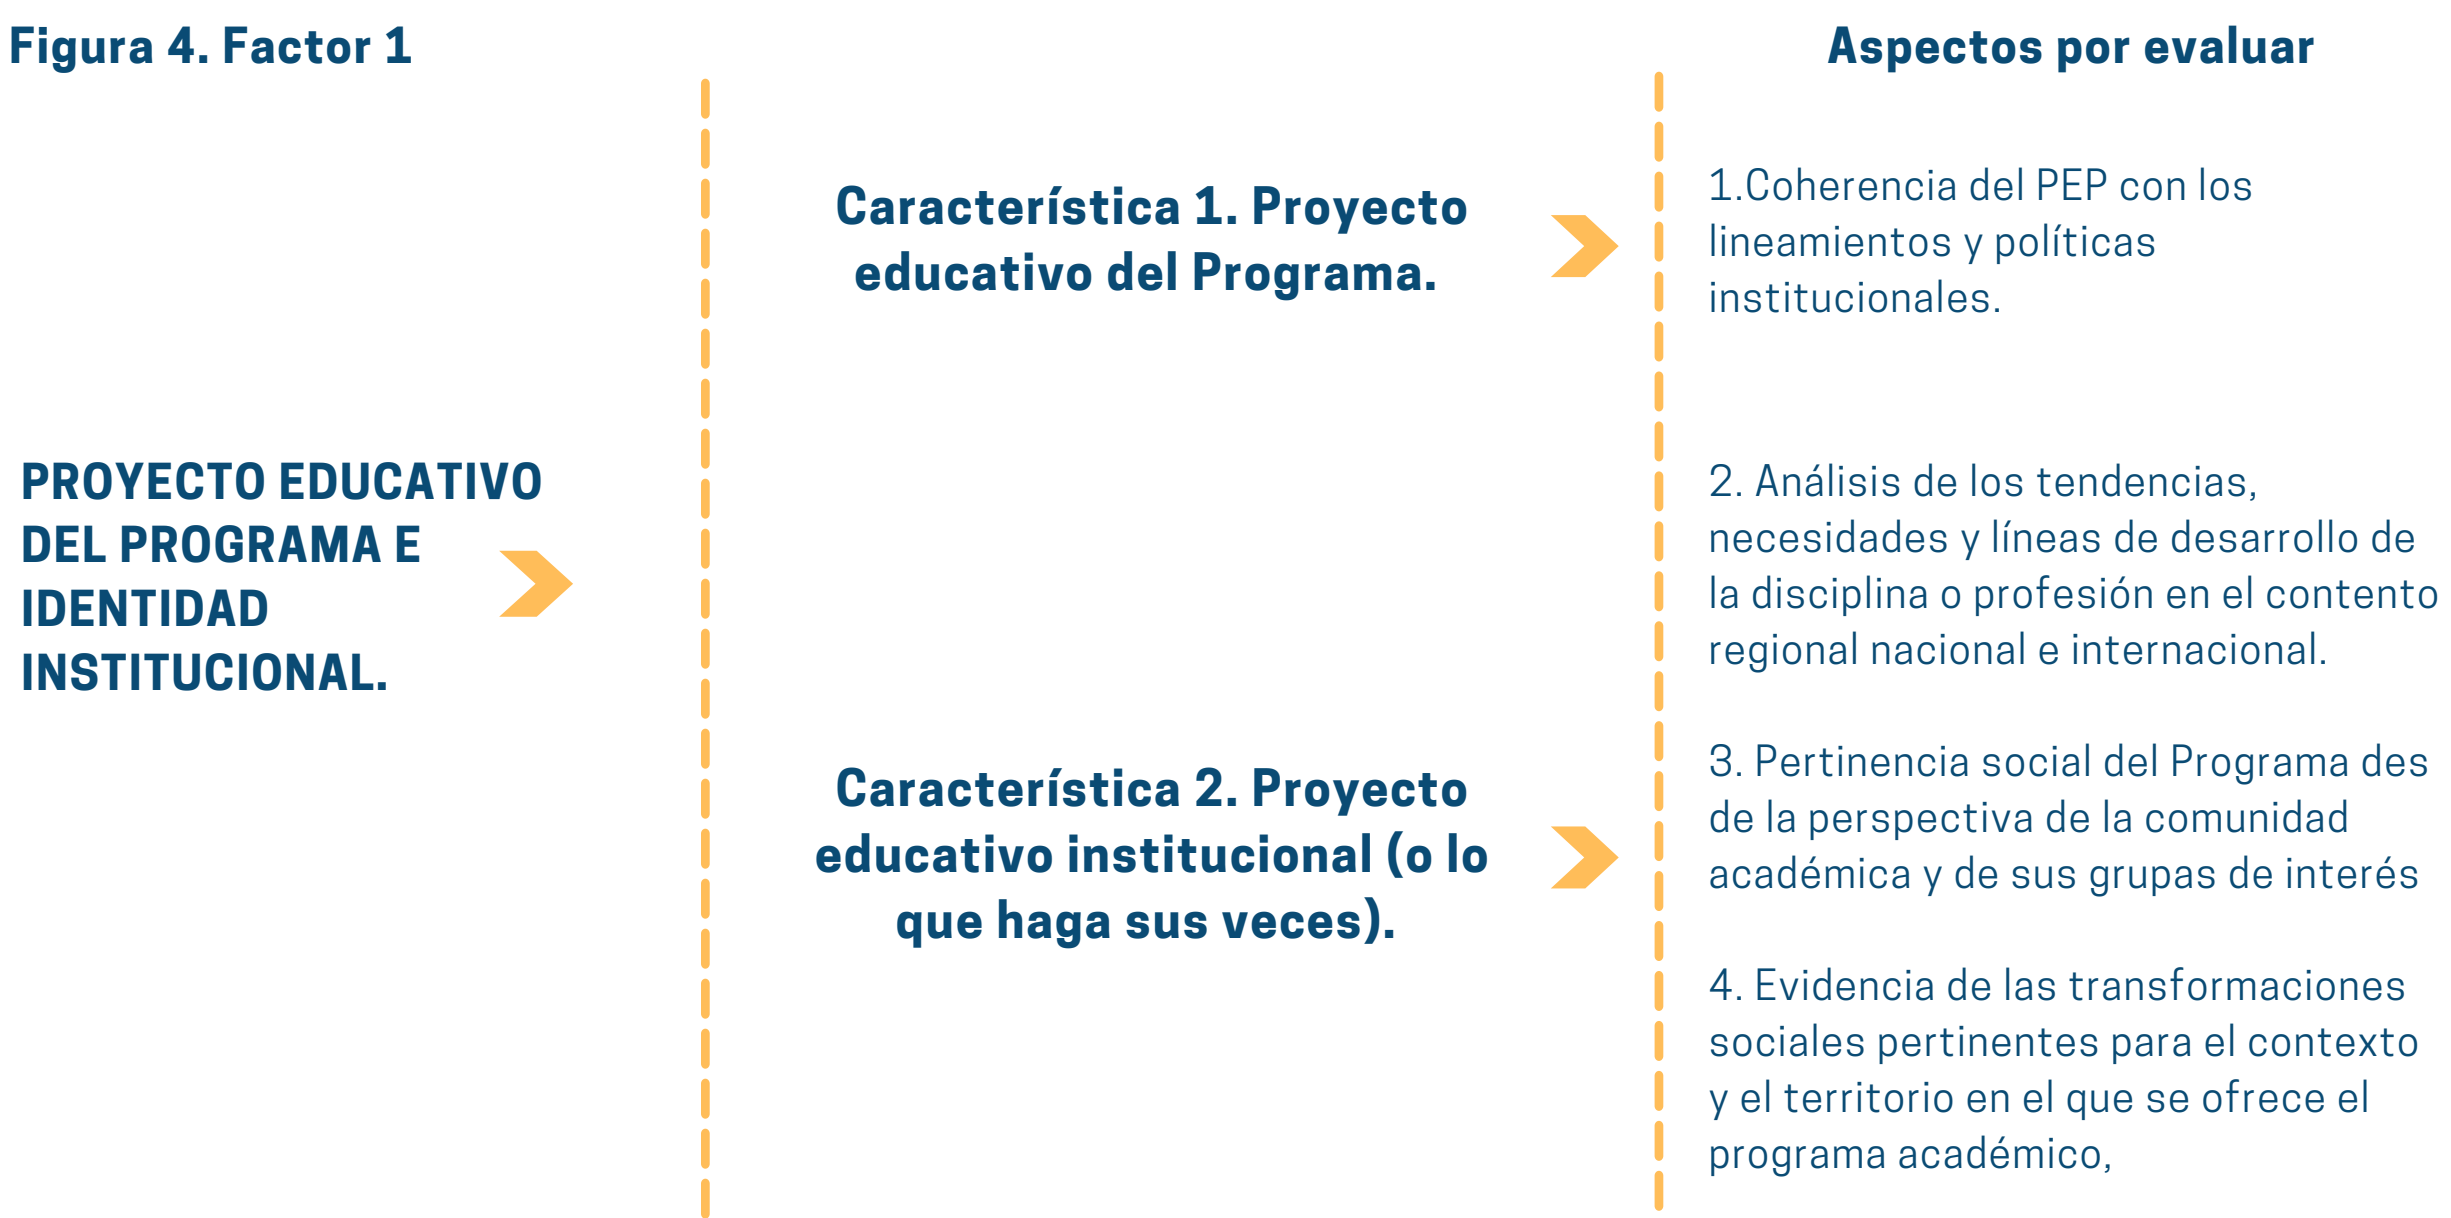 Figura 4. Factor 1
PROYECTO EDUCATIVO
DEL PROGRAMA E
IDENTIDAD
INSTITUCIONAL.
Característica 1. Proyecto
educativo del Programa.
Característica 2. Proyecto
educativo institucional (o lo
que haga sus veces).
Aspectos por evaluar
1.Coherencia del PEP con los
lineamientos y políticas
institucionales.
2. Análisis de los tendencias,
necesidades y líneas de desarrollo de
la disciplina o profesión en el contento
regional nacional e internacional.
3. Pertinencia social del Programa des
de la perspectiva de la comunidad
académica y de sus grupas de interés
4. Evidencia de las transformaciones
sociales pertinentes para el contexto
y el territorio en el que se ofrece el
programa académico,